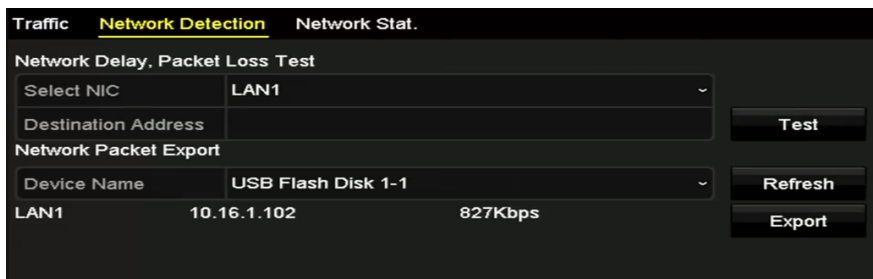 Traffic Network Detection Network Stat.
Network Delay, Packet Loss Test
Select NIC LAN1
Destination Address Test
Network Packet Export
Device Name USB Flash Disk 1-1 Refresh
LAN1 10.16.1.102 827Kbps Export